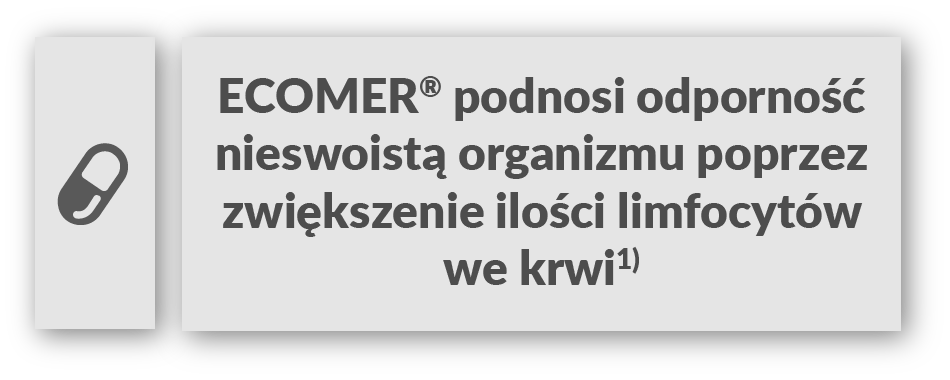 ECOMER® podnosi odporność
nieswoistą organizmu poprzez
zwiększenie ilości limfocytów
we krwi¹⁾